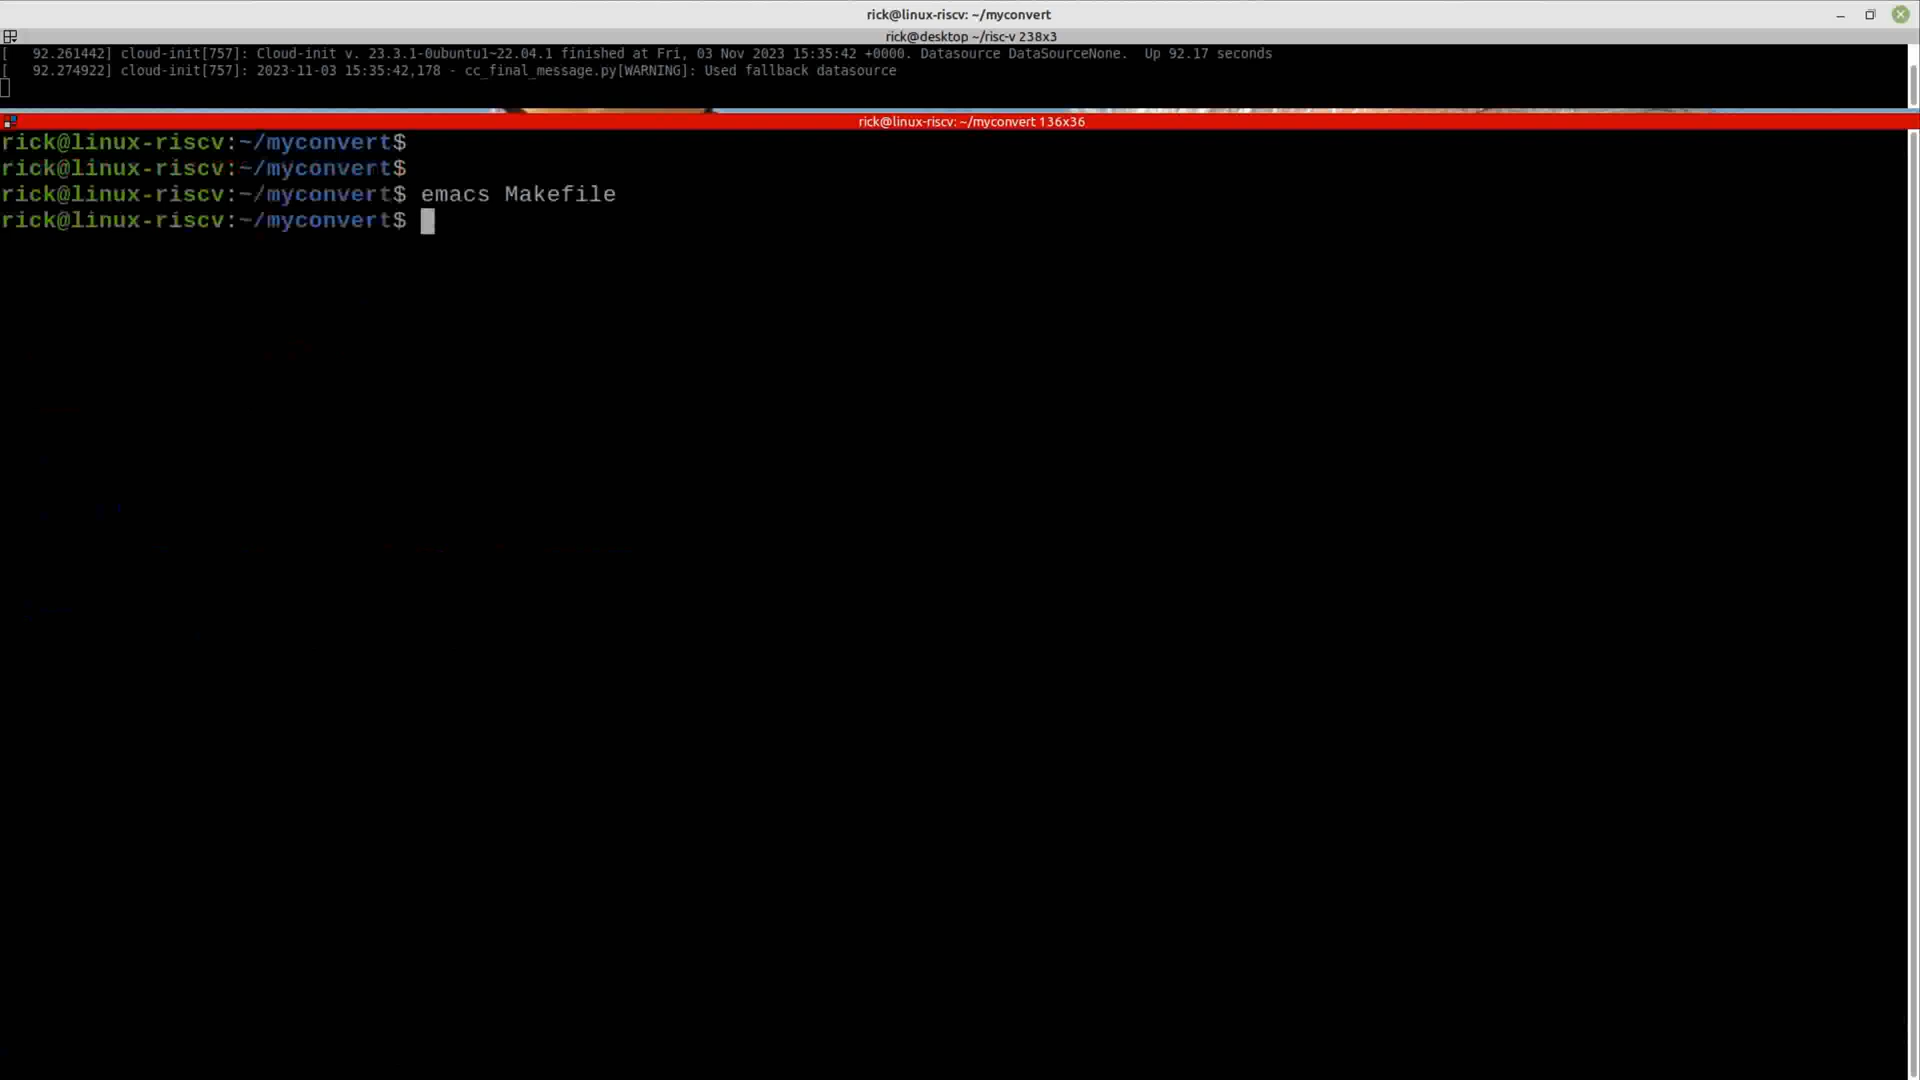 rick@linux-riscv: ~/myconvert
rick@desktop ~/risc-v 238x3
[   92.261442] cloud-init[757]: Cloud-init v. 23.3.1-0ubuntu1~22.04.1 finished at Fri, 03 Nov 2023 15:35:42 +0000. Datasource DataSourceNone.  Up 92.17 seconds
[   92.274922] cloud-init[757]: 2023-11-03 15:35:42,178 - cc_final_message.py[WARNING]: Used fallback datasource
rick@linux-riscv: ~/myconvert 136x36
rick@linux-riscv:~/myconvert$
rick@linux-riscv:~/myconvert$
rick@linux-riscv:~/myconvert$ emacs Makefile
rick@linux-riscv:~/myconvert$